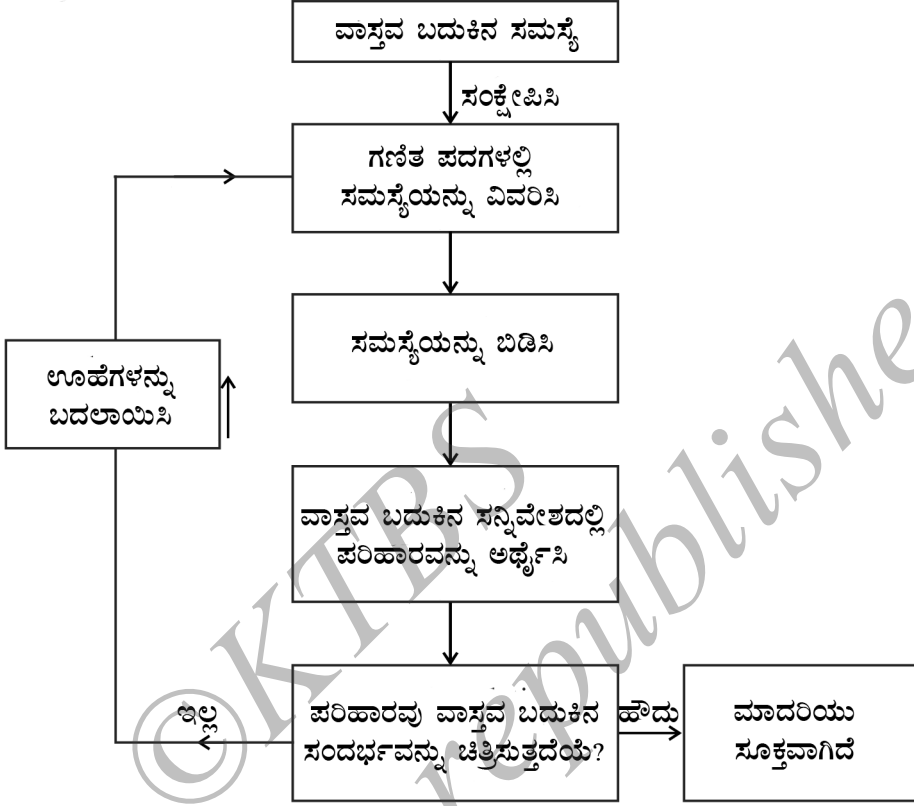 ವಾಸ್ತವ ಬದುಕಿನ ಸಮಸ್ಯೆ
ಸಂಕ್ಷೇಪಿಸಿ
ಗಣಿತ ಪದಗಳಲ್ಲಿ
ಸಮಸ್ಯೆಯನ್ನು ವಿವರಿಸಿ
ಸಮಸ್ಯೆಯನ್ನು ಬಿಡಿಸಿ
ಊಹೆಗಳನ್ನು
ಬದಲಾಯಿಸಿ
ವಾಸ್ತವ ಬದುಕಿನ ಸನ್ನಿವೇಶದಲ್ಲಿ
ಪರಿಹಾರವನ್ನು ಅರ್ಥೈಸಿ
ಇಲ್ಲ
ಪರಿಹಾರವು ವಾಸ್ತವ ಬದುಕಿನ
ಸಂದರ್ಭವನ್ನು ಚಿತ್ರಿಸುತ್ತದೆಯೇ?
ಹೌದು
ಮಾದರಿಯು
ಸೂಕ್ತವಾಗಿದೆ
©KTBS
republishe